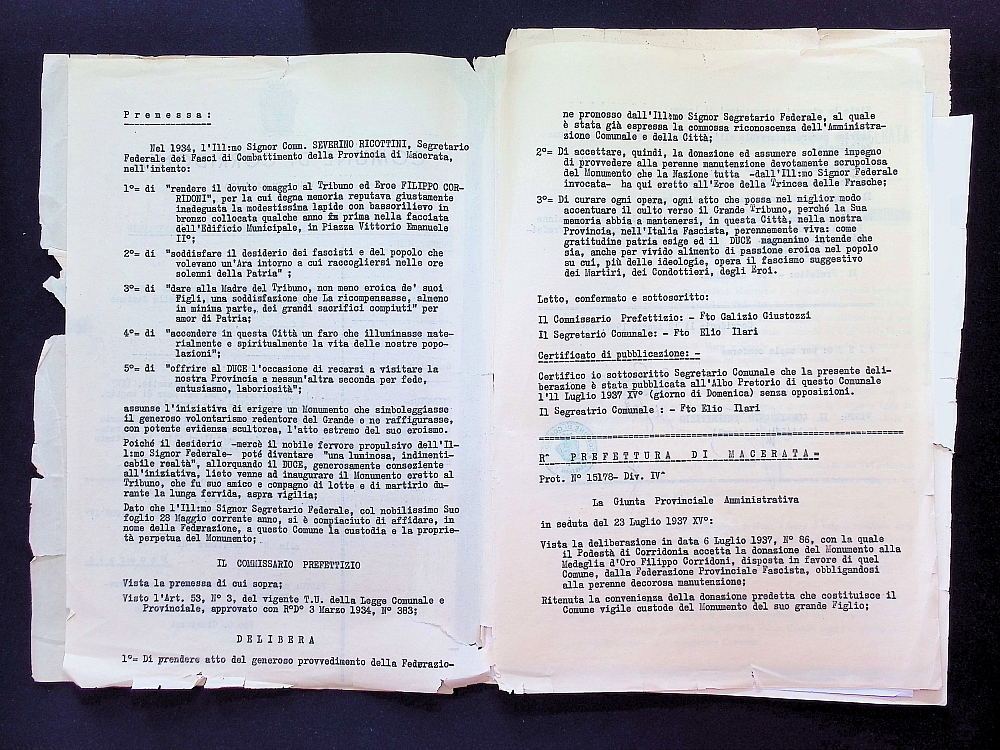 Premessa:
Nel 1934, l'Ill:mo Signor Comm. SEVERINO RICOTTINI, Segretario
Federale dei Fasci di Combattimento della Provincia di Macerata,
nell'intento:
1°= di "rendere il dovuto omaggio al Tribuno ed Eroe FILIPPO COR-
RIDONI", per la cui degna memoria reputava giustamente
inadeguata la modestissima lapide con bassorilievo in
bronzo collocata qualche anno fm prima nella facciata
dell'Edificio Municipale, in Piazza Vittorio Emanuele
II°;
2°= di "soddisfare il desiderio dei fascisti e del popolo che
volevano un'Ara intorno a cui raccogliersi nelle ore
solenni della Patria" ;
3°= di "dare alla Madre del Tribuno, non meno eroica de' suoi
Figli, una soddisfazione che La ricompensasse, almeno
in minima parte, dei grandi sacrifici compiuti" per
amor di Patria;
4°= di "accendere in questa Città un faro che illuminasse mate-
rialmente e spiritualmente la vita delle nostre popo-
lazioni";
5°= di "offrire al DUCE l'occasione di recarsi a visitare la
nostra Provincia a nessun'altra seconda per fede,
entusiasmo, laboriosità";
assunse l'iniziativa di erigere un Monumento che simboleggiasse
il generoso volontarismo redentore del Grande e ne raffigurasse,
con potente evidenza scultorea, l'atto estremo del suo eroismo.
Poiché il desiderio -mercè il nobile fervore propulsivo dell'Il-
l:mo Signor Federale- poté diventare "una luminosa, indimenti-
cabile realtà", allorquando il DUCE, generosamente conseziente
all'iniziativa, lieto venne ad inaugurare il Monumento eretto al
Tribuno, che fu suo amico e compagno di lotte e di martirio du-
rante la lunga fervida, aspra vigilia;
Dato che l'Ill:mo Signor Segretario Federale, col nobilissimo Suo
foglio 28 Maggio corrente anno, si è compiaciuto di affidare, in
nome della Federazione, a questo Comune la custodia e la proprie-
tà perpetua del Monumento;
IL COMMISSARIO PREFETTIZIO
Vista la premessa di cui sopra;
Visto l'Art. 53, N° 3, del vigente T.U. della Legge Comunale e
Provinciale, approvato con R°D° 3 Marzo 1934, N° 383;
DELIBERA
1°= Di prendere atto del generoso provvedimento della Federazio-
ne promosso dall'Ill:mo Signor Segretario Federale, al quale
è stata già espressa la commossa riconoscenza dell'Amministra-
zione Comunale e della Città;
2°= Di accettare, quindi, la donazione ed assumere solenne impegno
di provvedere alla perenne manutenzione devotamente scrupolosa
del Monumento che la Nazione tutta -dall'Ill:mo Signor Federale
invocata- ha qui eretto all'Eroe della Trincea delle Frasche;
3°= Di curare ogni opera, ogni atto che possa nel miglior modo
accentuare il culto verso il Grande Tribuno, perché la Sua
memoria abbia a mantenersi, in questa Città, nella nostra
Provincia, nell'Italia Fascista, perennemente viva: come
gratitudine patria esige ed il DUCE magnanimo intende che
sia, anche per vivido alimento di passione eroica nel popolo
su cui, più delle ideologie, opera il fascismo suggestivo
dei Martiri, dei Condottieri, degli Eroi.
Letto, confermato e sottoscritto:
Il Commissario Prefettizio: - Fto Galizio Giustozzi
Il Segretario Comunale: - Fto Elio Ilari
Certificato di pubblicazione:-
Certifico io sottoscritto Segretario Comunale che la presente deli-
berazione è stata pubblicata all'Albo Pretorio di questo Comunale
l'11 Luglio 1937 XV° (giorno di Domenica) senza opposizioni.
Il Segreatrio Comunale : - Fto Elio Ilari
R° PREFETTURA DI MACERATA=
Prot. N° 15178- Div. IV^
La Giunta Provinciale Amministrativa
in seduta del 23 Luglio 1937 XV°:
Vista la deliberazione in data 6 Luglio 1937, N° 86, con la quale
il Podestà di Corridonia accetta la donazione del Monumento alla
Medaglia d'Oro Filippo Corridoni, disposta in favore di quel
Comune, dalla Federazione Provinciale Fascista, obbligandosi
alla perenne decorosa manutenzione;
Ritenuta la convenienza della donazione predetta che costituisce il
Comune vigile custode del Monumento del suo grande Figlio;